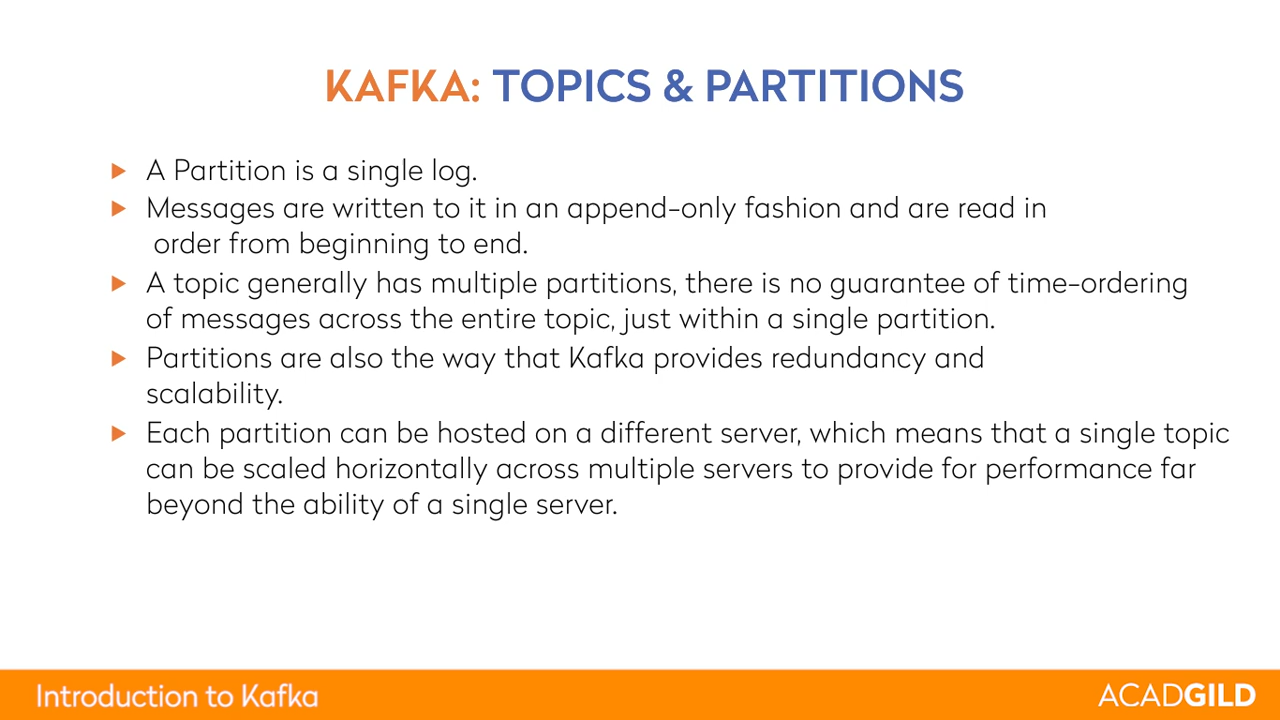 KAFKA: TOPICS & PARTITIONS
A Partition is a single log.
Messages are written to it in an append-only fashion and are read in
order from beginning to end.
A topic generally has multiple partitions, there is no guarantee of time-ordering
of messages across the entire topic, just within a single partition.
Partitions are also the way that Kafka provides redundancy and
scalability.
Each partition can be hosted on a different server, which means that a single topic
can be scaled horizontally across multiple servers to provide for performance far
beyond the ability of a single server.
Introduction to Kafka
ACADGILD